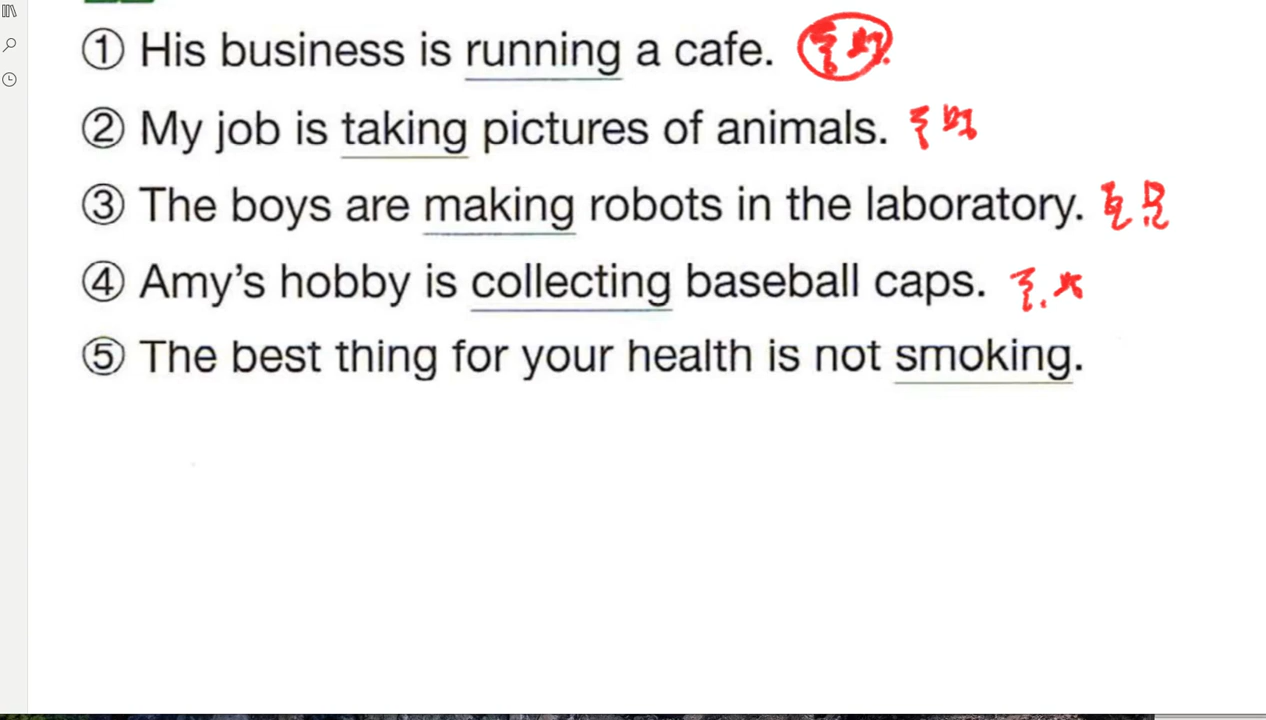 ① His business is running a cafe.
② My job is taking pictures of animals.
③ The boys are making robots in the laboratory.
④ Amy’s hobby is collecting baseball caps.
⑤ The best thing for your health is not smoking.